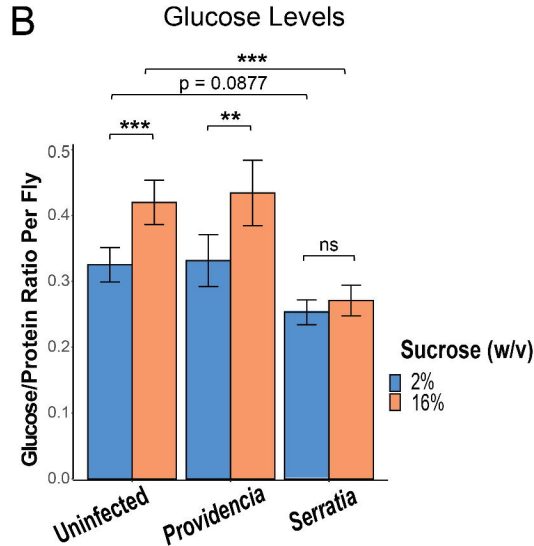 B
Glucose Levels
***
p = 0.0877
***
**
ns
Glucose/Protein Ratio Per Fly
0.5
0.4
0.3
0.2
0.1
0.0
Uninfected
Providencia
Serratia
Sucrose (w/v)
2%
16%